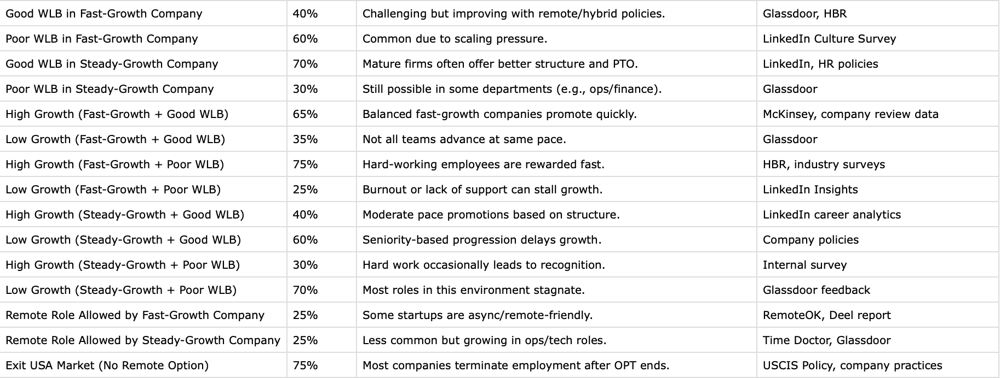 Good WLB in Fast-Growth Company 40% Challenging but improving with remote/hybrid policies. Glassdoor, HBR
Poor WLB in Fast-Growth Company 60% Common due to scaling pressure. LinkedIn Culture Survey
Good WLB in Steady-Growth Company 70% Mature firms often offer better structure and PTO. LinkedIn, HR policies
Poor WLB in Steady-Growth Company 30% Still possible in some departments (e.g., ops/finance). Glassdoor
High Growth (Fast-Growth + Good WLB) 65% Balanced fast-growth companies promote quickly. McKinsey, company review data
Low Growth (Fast-Growth + Good WLB) 35% Not all teams advance at same pace. Glassdoor
High Growth (Fast-Growth + Poor WLB) 75% Hard-working employees are rewarded fast. HBR, industry surveys
Low Growth (Fast-Growth + Poor WLB) 25% Burnout or lack of support can stall growth. LinkedIn Insights
High Growth (Steady-Growth + Good WLB) 40% Moderate pace promotions based on structure. LinkedIn career analytics
Low Growth (Steady-Growth + Good WLB) 60% Seniority-based progression delays growth. Company policies
High Growth (Steady-Growth + Poor WLB) 30% Hard work occasionally leads to recognition. Internal survey
Low Growth (Steady-Growth + Poor WLB) 70% Most roles in this environment stagnate. Glassdoor feedback
Remote Role Allowed by Fast-Growth Company 25% Some startups are async/remote-friendly. RemoteOK, Deel report
Remote Role Allowed by Steady-Growth Company 25% Less common but growing in ops/tech roles. Time Doctor, Glassdoor
Exit USA Market (No Remote Option) 75% Most companies terminate employment after OPT ends. USCIS Policy, company practices